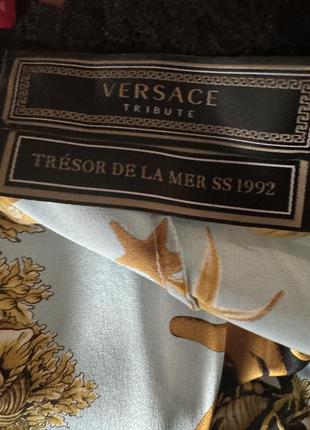 VERSACE
TRIBUTE
TRÉSOR DE LA MER SS 1992